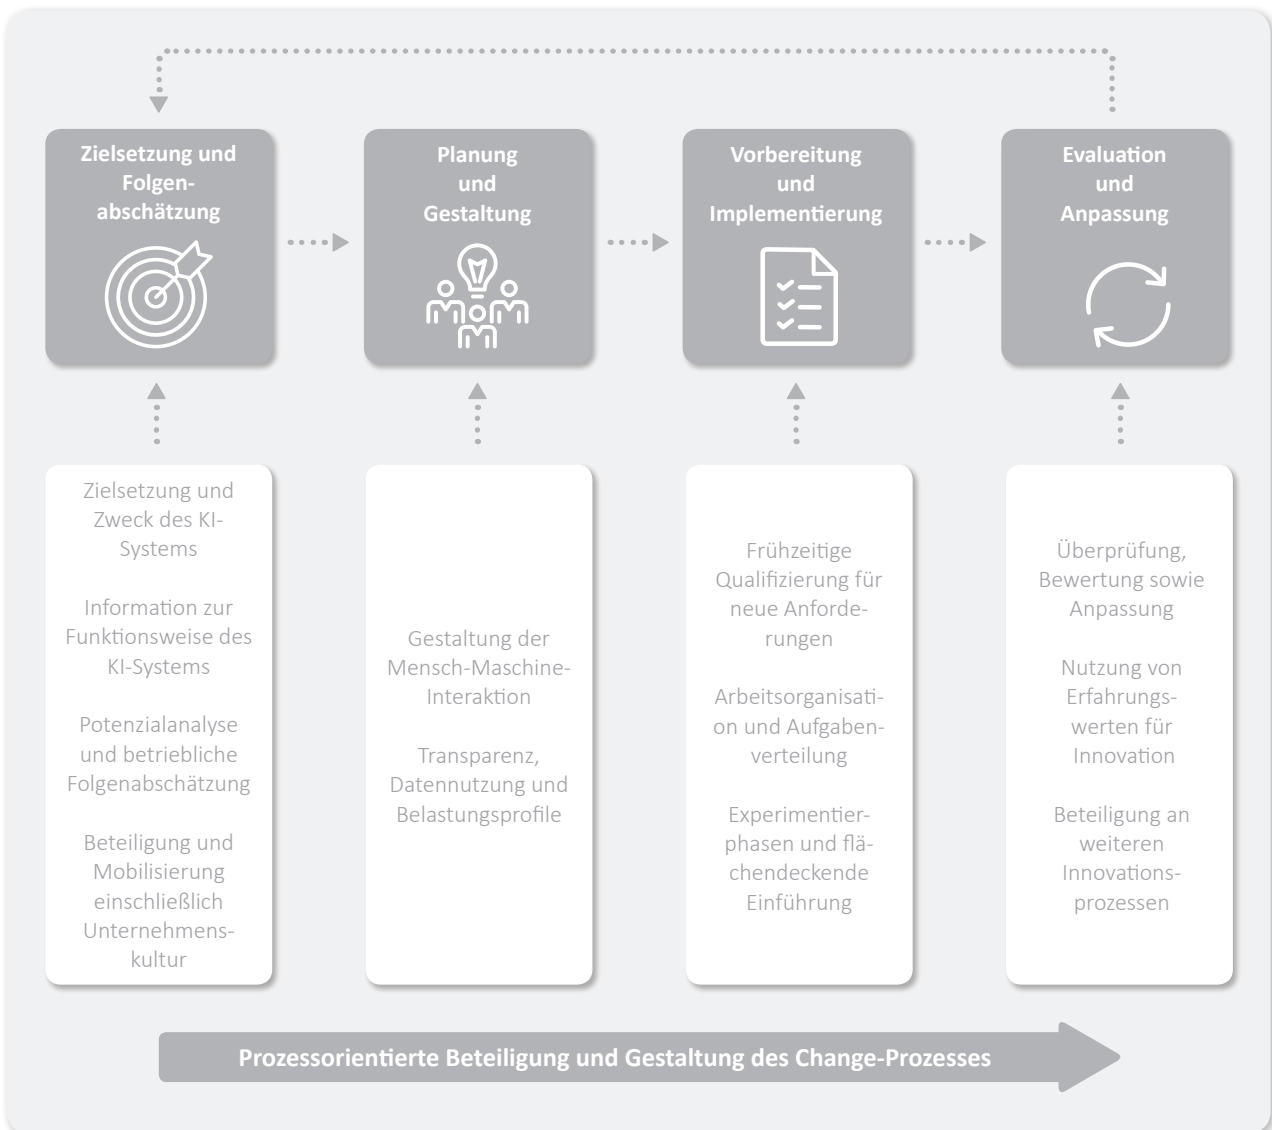 Zielsetzung und
Folgen-
abschätzung
Planung
und
Gestaltung
Vorbereitung
und
Implementierung
Evaluation
und
Anpassung
Zielsetzung und
Zweck des KI-
Systems
Information zur
Funktionsweise des
KI-Systems
Potenzialanalyse
und betriebliche
Folgenabschätzung
Beteiligung und
Mobilisierung
einschließlich
Unternehmens-
kultur
Gestaltung der
Mensch-Maschine-
Interaktion
Transparenz,
Datennutzung und
Belastungsprofile
Frühzeitige
Qualifizierung für
neue Anforde-
rungen
Arbeitsorganisati-
on und Aufgaben-
verteilung
Experimentier-
phasen und flä-
chendeckende
Einführung
Überprüfung,
Bewertung sowie
Anpassung
Nutzung von
Erfahrungs-
werten für
Innovation
Beteiligung an
weiteren
Innovations-
prozessen
Prozessorientierte Beteiligung und Gestaltung des Change-Prozesses